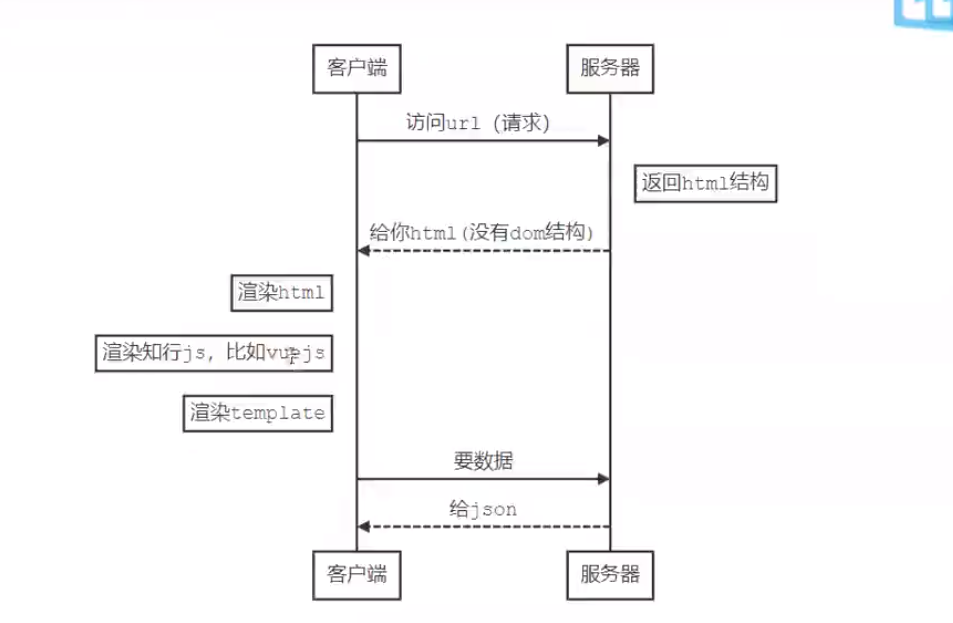 客户端
服务器
访问url (请求)
返回html结构
给你html(没有dom结构)
渲染html
渲染知行js, 比如vuejs
渲染template
要数据
给json
客户端
服务器